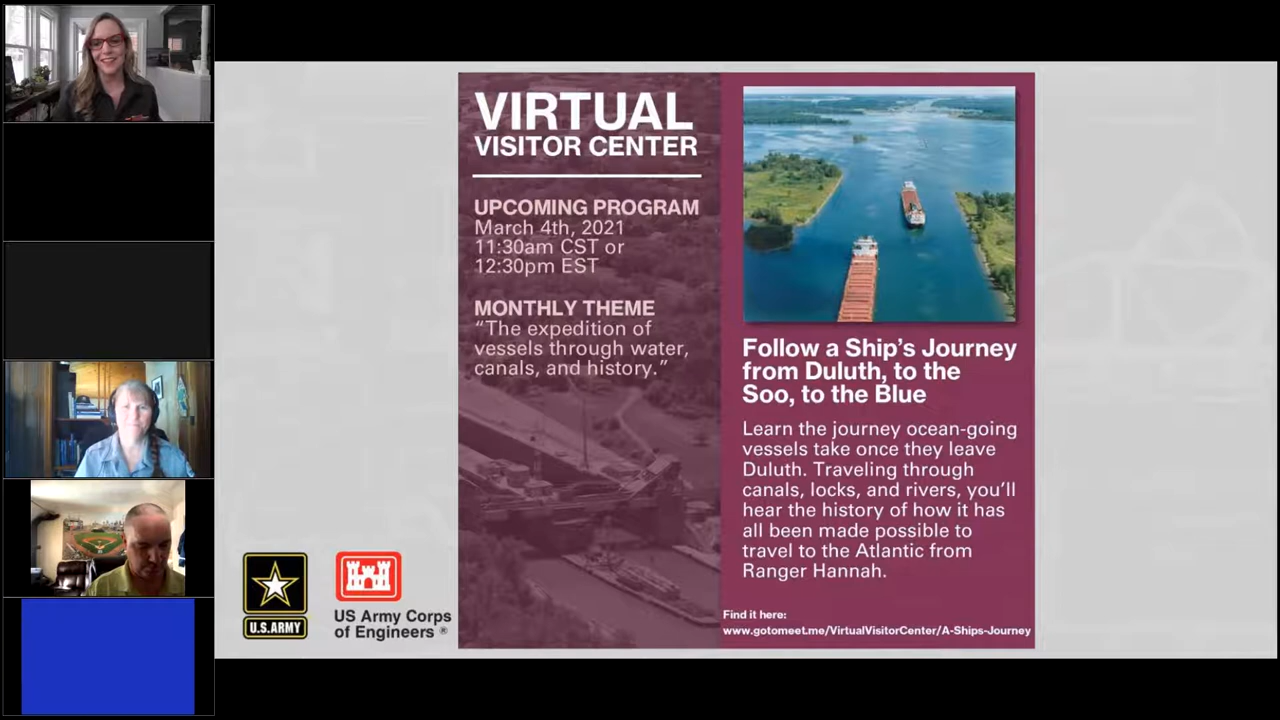 VIRTUAL
VISITOR CENTER
UPCOMING PROGRAM
March 4th, 2021
11:30am CST or
12:30pm EST
MONTHLY THEME
“The expedition of
vessels through water,
canals, and history.”
Follow a Ship’s Journey
from Duluth, to the
Soo, to the Blue
Learn the journey ocean-going
vessels take once they leave
Duluth. Traveling through
canals, locks, and rivers, you’ll
hear the history of how it has
all been made possible to
travel to the Atlantic from
Ranger Hannah.
Find it here:
www.gotomeet.me/VirtualVisitorCenter/A-Ships-Journey
U.S.ARMY
US Army Corps
of Engineers ®